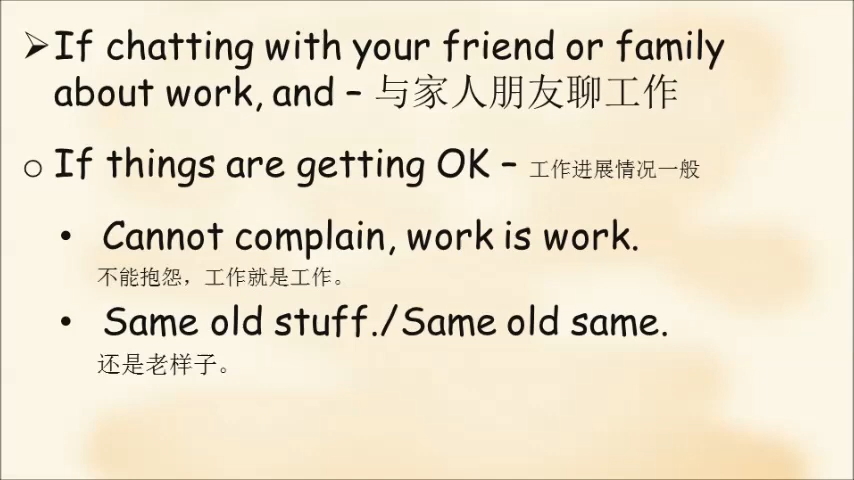 ➢If chatting with your friend or family
about work, and – 与家人朋友聊工作
o If things are getting OK – 工作进展情况一般
• Cannot complain, work is work.
不能抱怨，工作就是工作。
• Same old stuff./Same old same.
还是老样子。